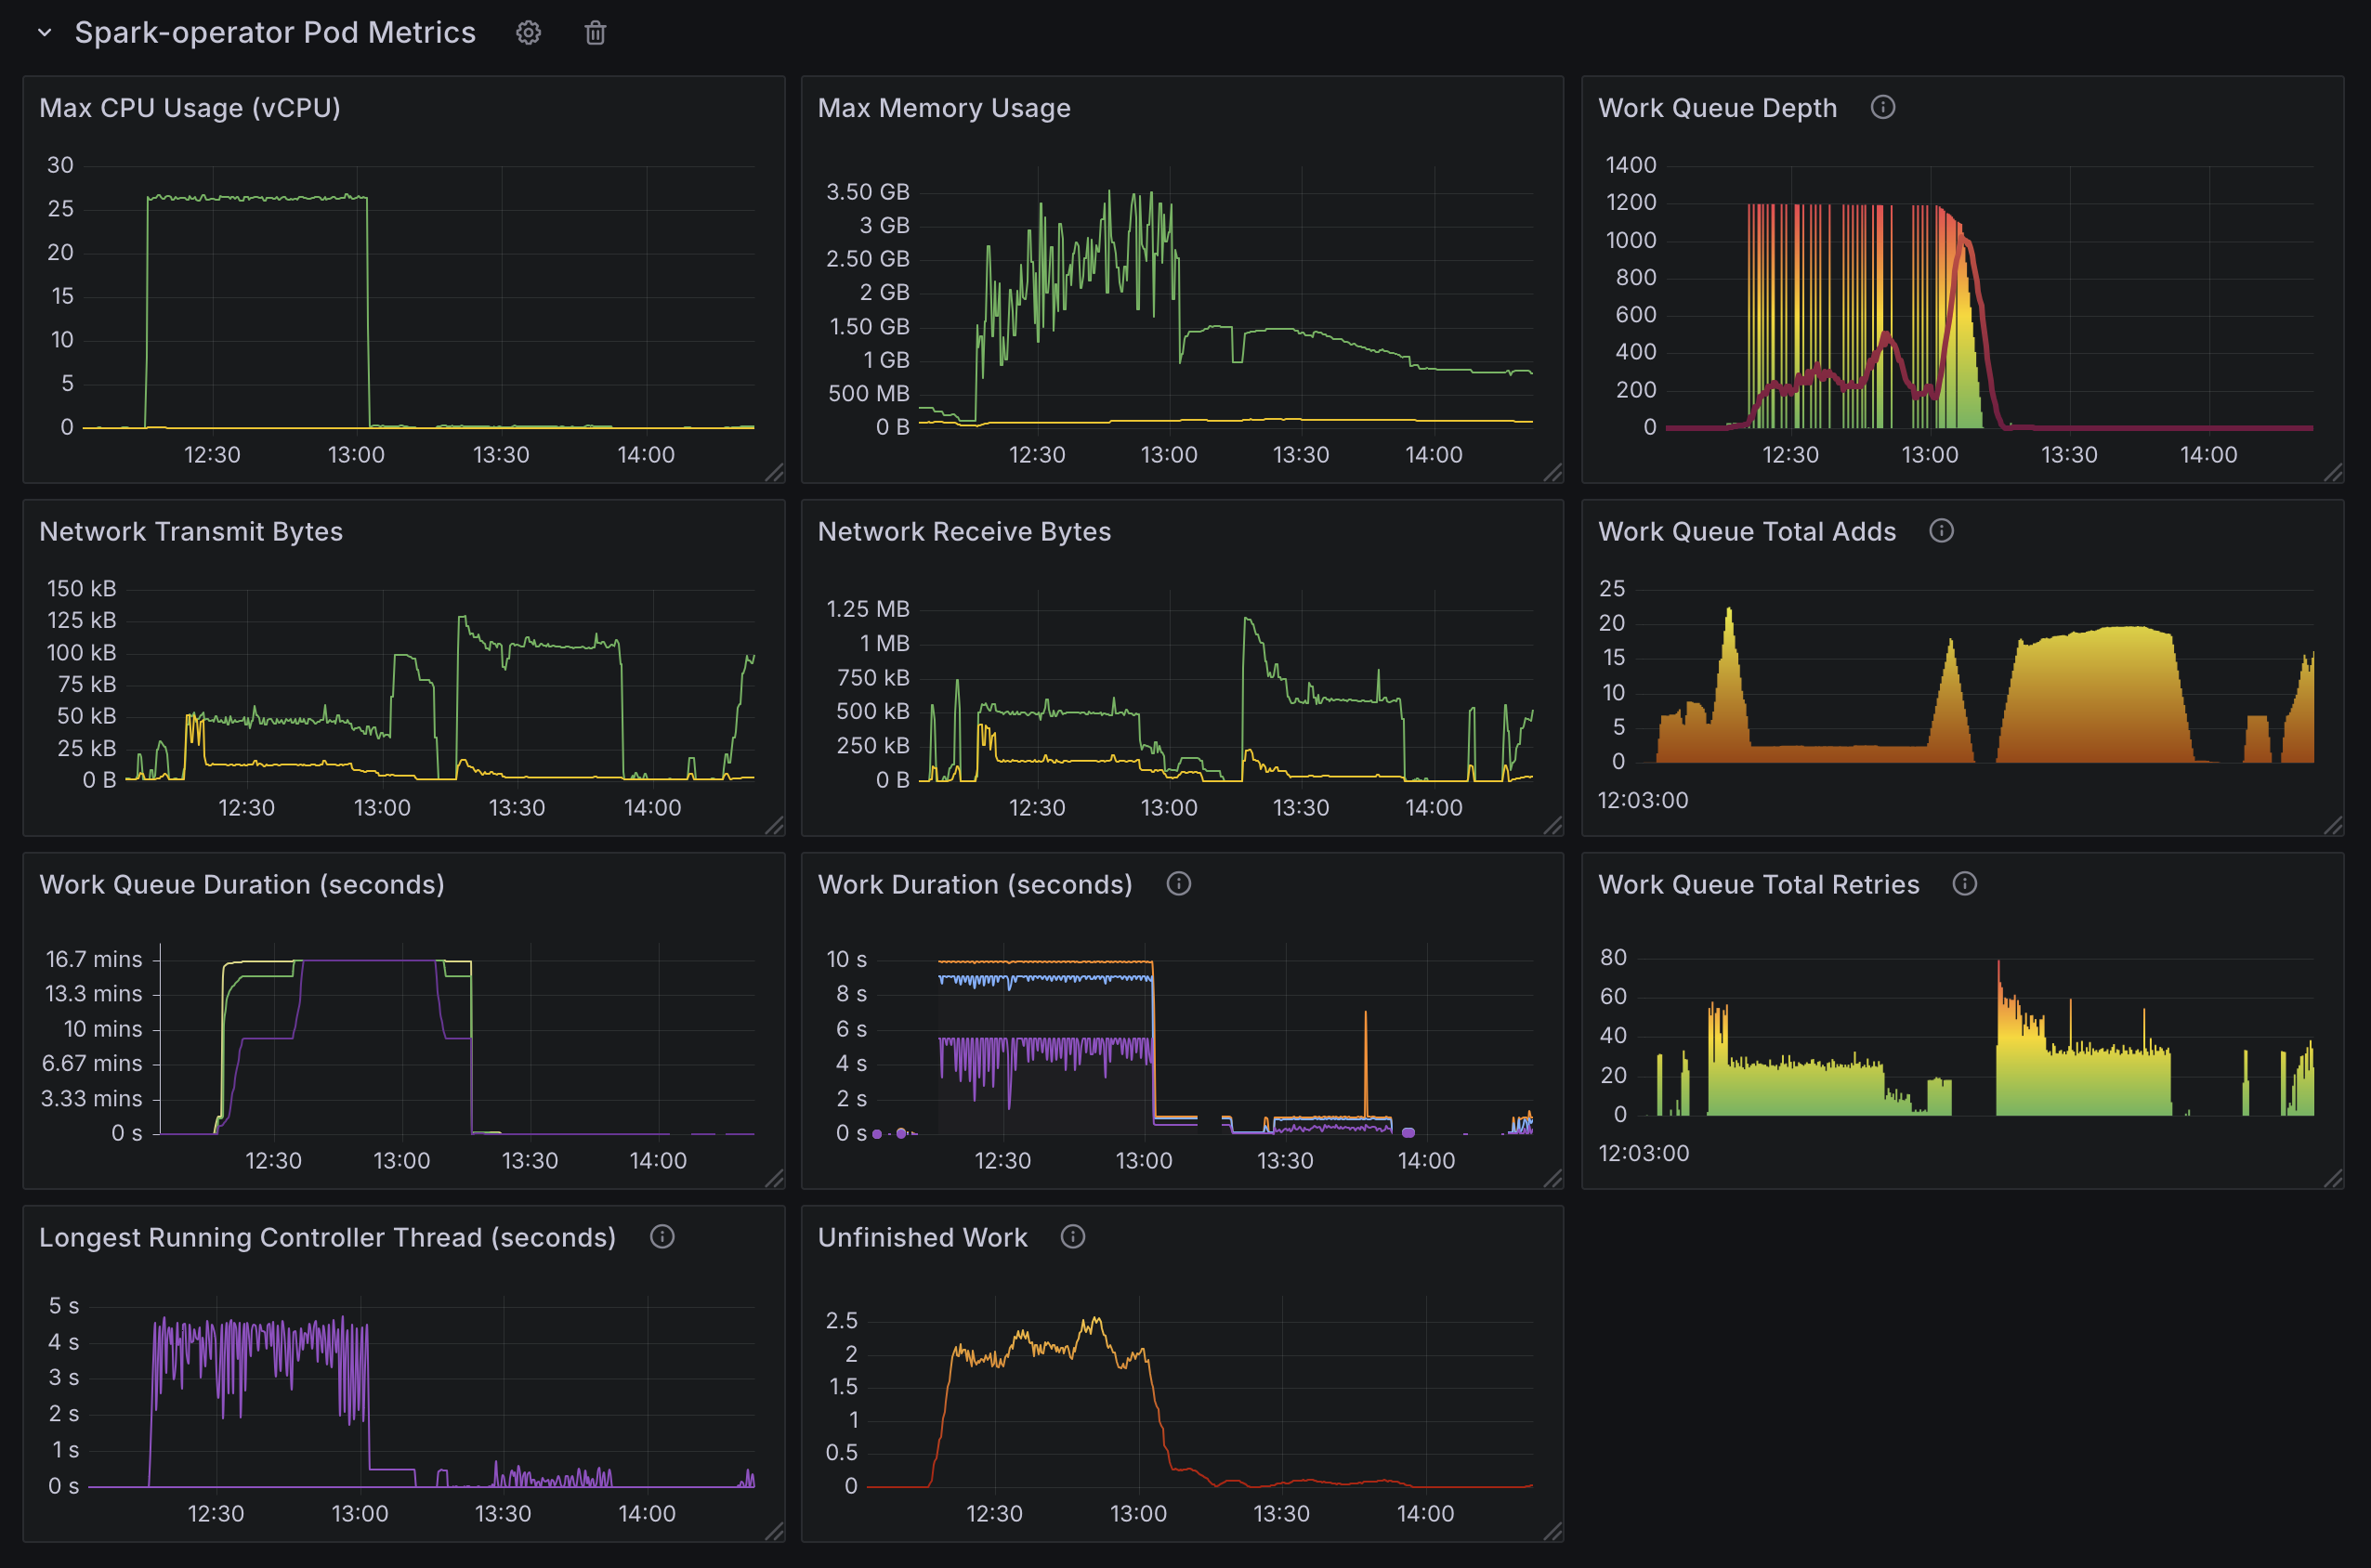 Spark-operator Pod Metrics
Max CPU Usage (vCPU)
30
25
20
15
10
5
0
12:30 13:00 13:30 14:00
Max Memory Usage
3.50 GB
3 GB
2.50 GB
2 GB
1.50 GB
1 GB
500 MB
0 B
12:30 13:00 13:30 14:00
Work Queue Depth
1400
1200
1000
800
600
400
200
0
12:30 13:00 13:30 14:00
Network Transmit Bytes
150 kB
125 kB
100 kB
75 kB
50 kB
25 kB
0 B
12:30 13:00 13:30 14:00
Network Receive Bytes
1.25 MB
1 MB
750 kB
500 kB
250 kB
0 B
12:30 13:00 13:30 14:00
Work Queue Total Adds
25
20
15
10
5
0
12:03:00
Work Queue Duration (seconds)
16.7 mins
13.3 mins
10 mins
6.67 mins
3.33 mins
0 s
12:30 13:00 13:30 14:00
Work Duration (seconds)
10 s
8 s
6 s
4 s
2 s
0 s
12:30 13:00 13:30 14:00
Work Queue Total Retries
80
60
40
20
0
12:03:00
Longest Running Controller Thread (seconds)
5 s
4 s
3 s
2 s
1 s
0 s
12:30 13:00 13:30 14:00
Unfinished Work
2.5
2
1.5
1
0.5
0
12:30 13:00 13:30 14:00